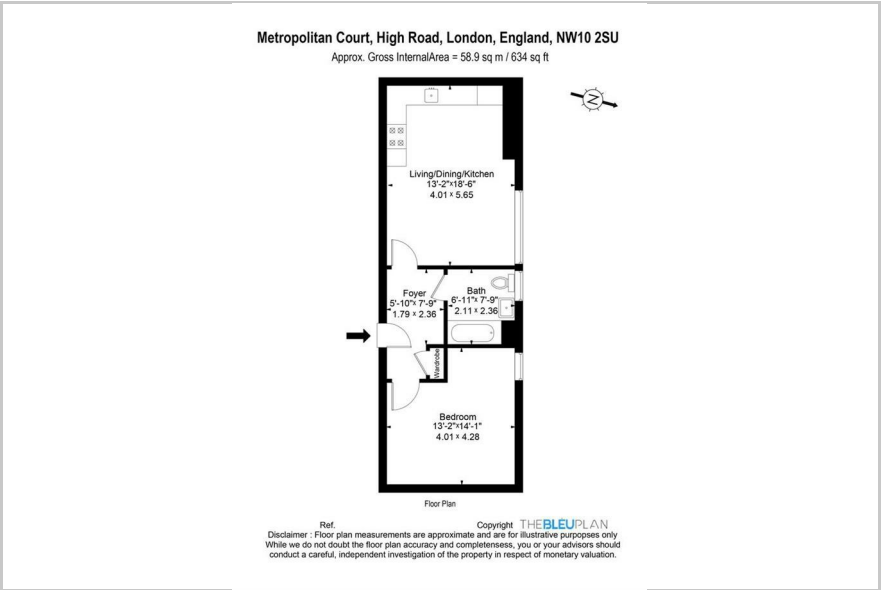 Metropolitan Court, High Road, London, England, NW10 2SU
Approx. Gross InternalArea = 58.9 sq m / 634 sq ft
N
Living/Dining/Kitchen
13'-2"x18'-6"
4.01 x 5.65
Foyer
5'-10"x 7'-9"
1.79 x 2.36
Bath
6'-11"x 7'-9"
2.11 x 2.36
Wardrobe
Bedroom
13'-2"x14'-1"
4.01 x 4.28
Floor Plan
Ref. Copyright THEBLEUPLAN
Disclaimer : Floor plan measurements are approximate and are for illustrative purpopses only
While we do not doubt the floor plan accuracy and completensess, you or your advisors should
conduct a careful, independent investigation of the property in respect of monetary valuation.